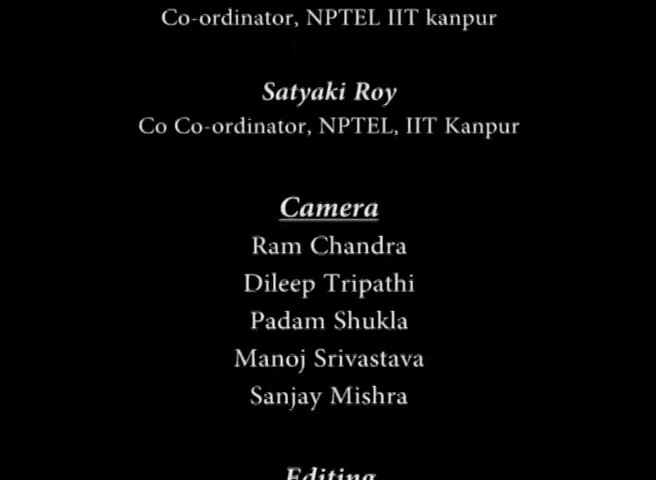 Co-ordinator, NPTEL IIT kanpur
Satyaki Roy
Co Co-ordinator, NPTEL, IIT Kanpur
Camera
Ram Chandra
Dileep Tripathi
Padam Shukla
Manoj Srivastava
Sanjay Mishra
Editing